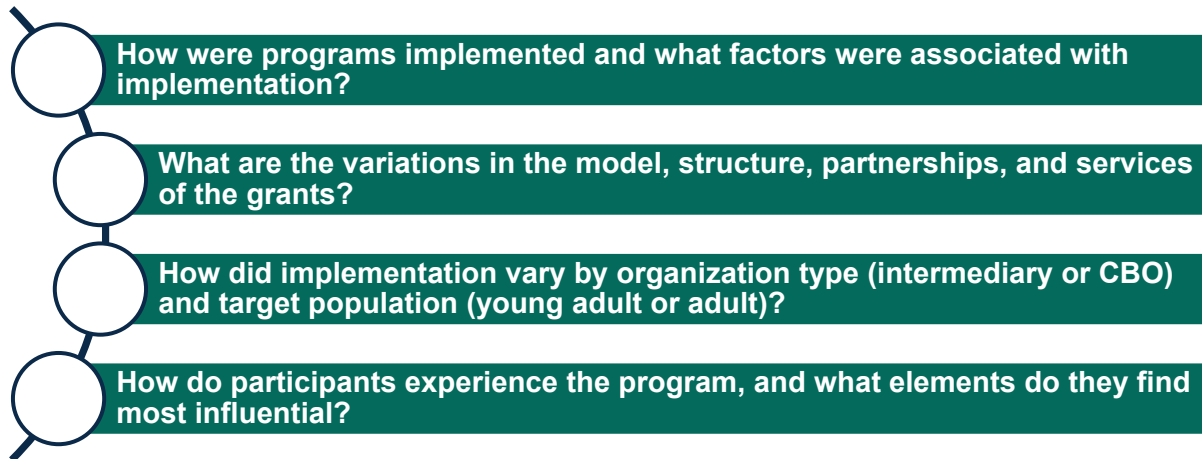 How were programs implemented and what factors were associated with
implementation?
What are the variations in the model, structure, partnerships, and services
of the grants?
How did implementation vary by organization type (intermediary or CBO)
and target population (young adult or adult)?
How do participants experience the program, and what elements do they find
most influential?